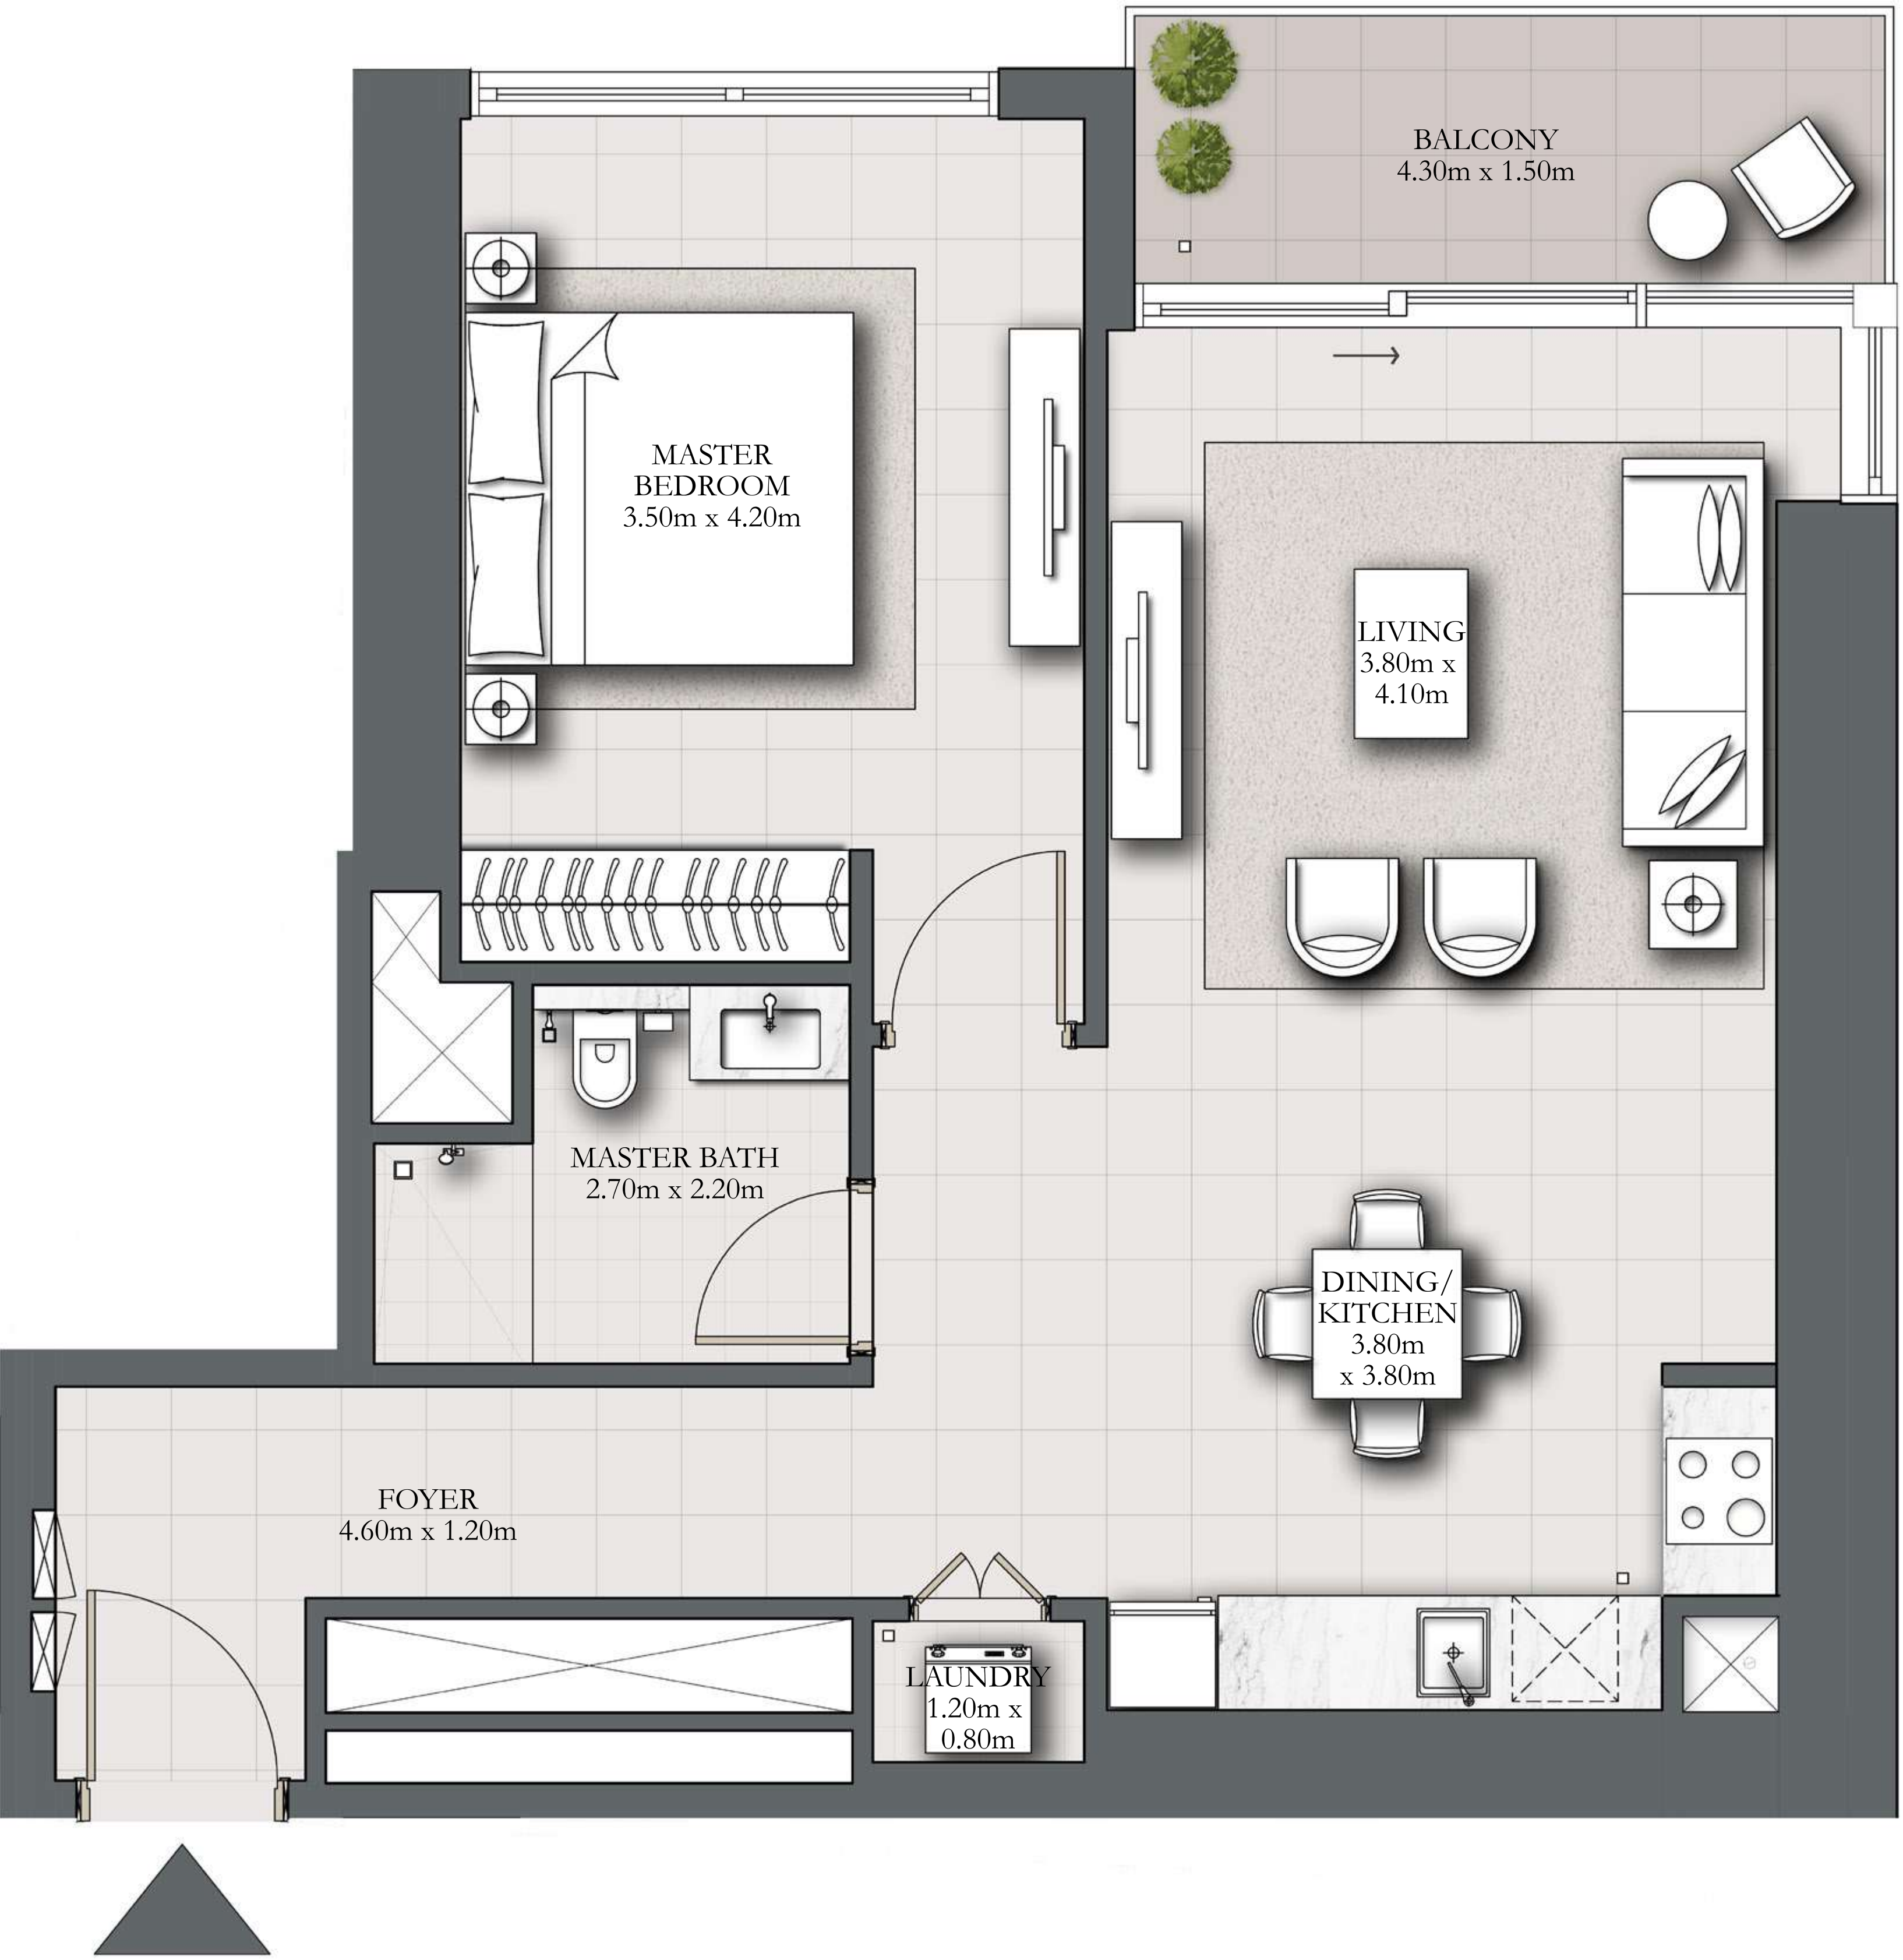 BALCONY
4.30m x 1.50m
MASTER
BEDROOM
3.50m x 4.20m
LIVING
3.80m x
4.10m
MASTER BATH
2.70m x 2.20m
DINING/
KITCHEN
3.80m
x 3.80m
FOYER
4.60m x 1.20m
LAUNDRY
1.20m x
0.80m